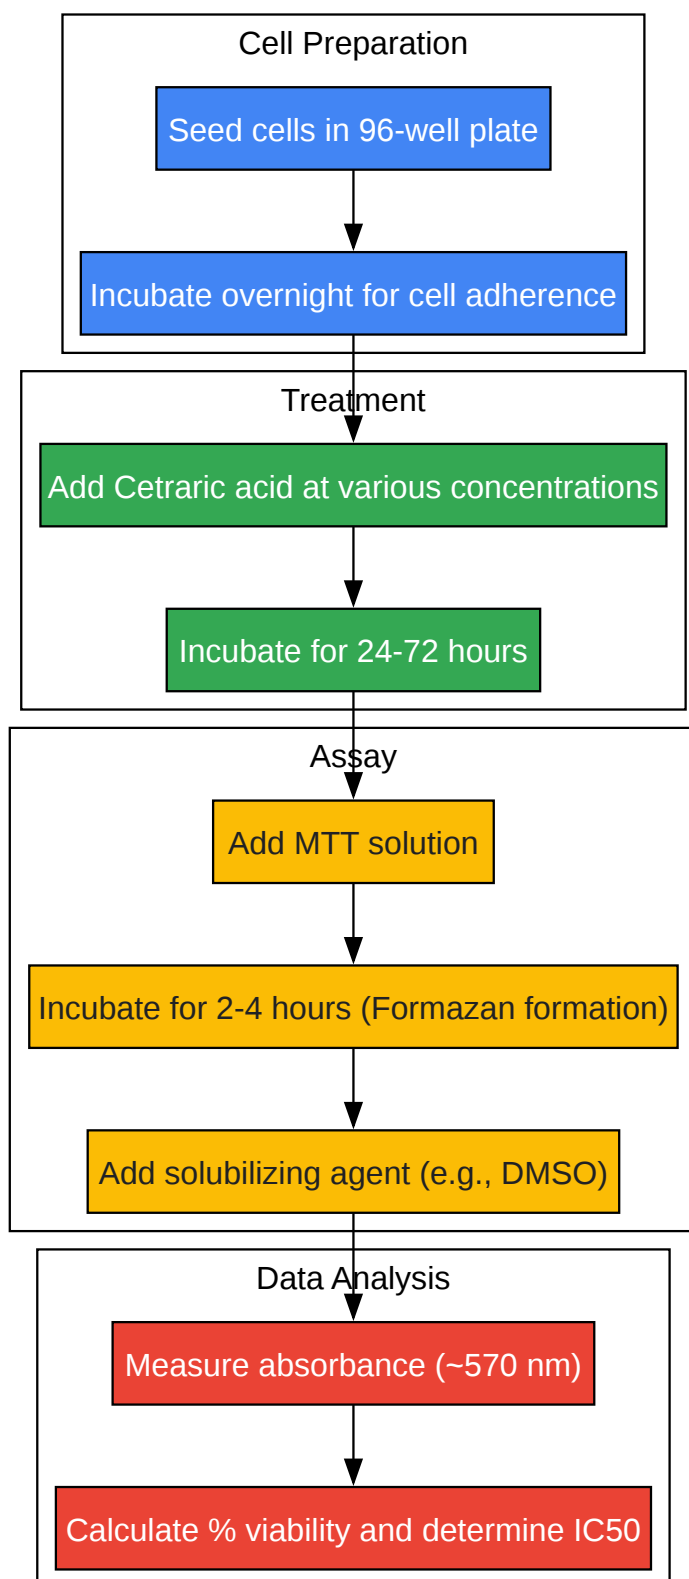 Cell Preparation
Seed cells in 96-well plate
Incubate overnight for cell adherence
Treatment
Add Cetraric acid at various concentrations
Incubate for 24-72 hours
Assay
Add MTT solution
Incubate for 2-4 hours (Formazan formation)
Add solubilizing agent (e.g., DMSO)
Data Analysis
Measure absorbance (~570 nm)
Calculate % viability and determine IC50